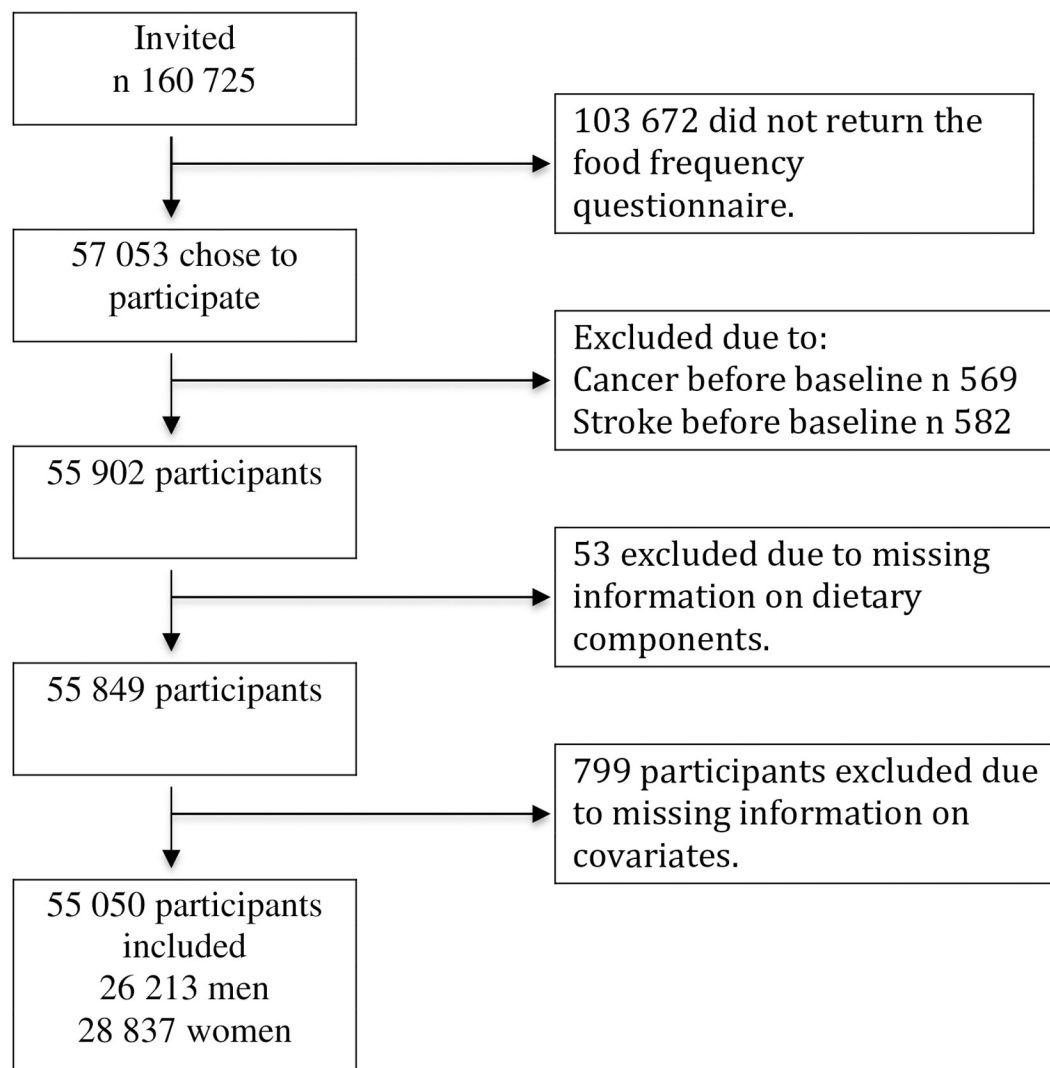 Invited
n 160 725
103 672 did not return the
food frequency
questionnaire.
57 053 chose to
participate
Excluded due to:
Cancer before baseline n 569
Stroke before baseline n 582
55 902 participants
53 excluded due to missing
information on dietary
components.
55 849 participants
799 participants excluded due
to missing information on
covariates.
55 050 participants
included
26 213 men
28 837 women